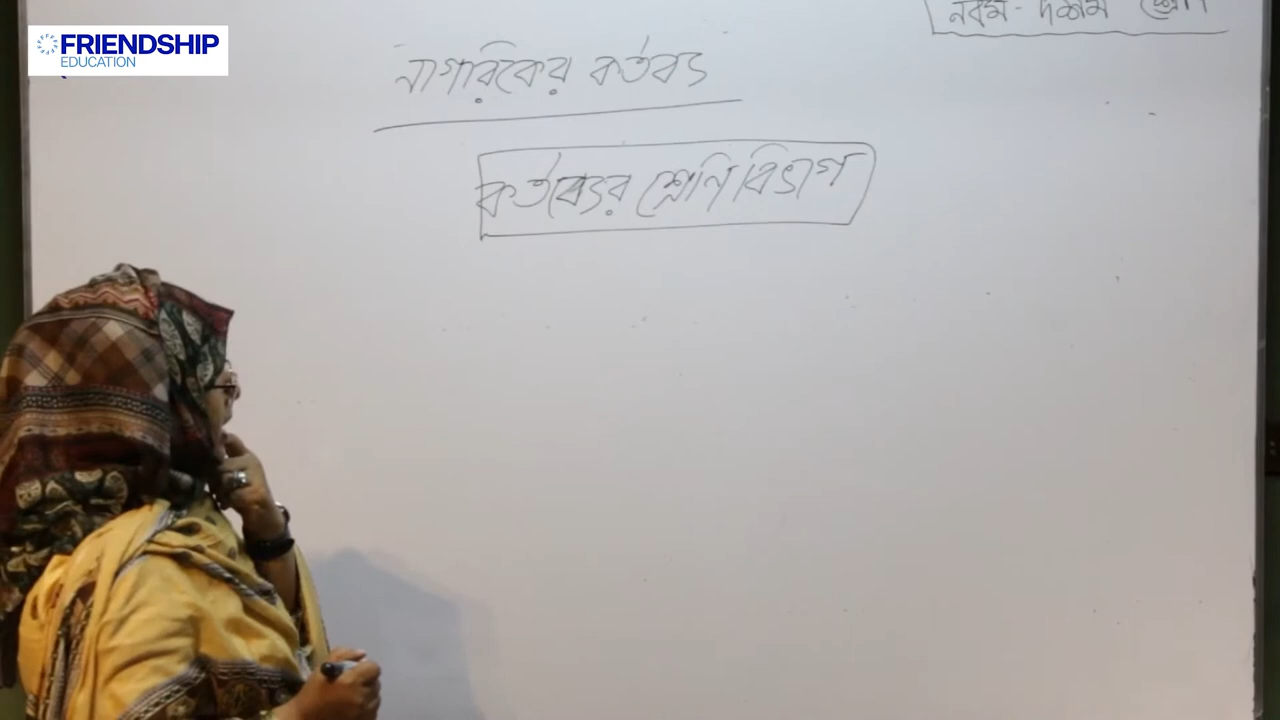 FRIENDSHIP
EDUCATION
নবম - দশম শ্রেণি
নাগরিকের কর্তব্য
কর্তব্যের শ্রেণি বিভাগ